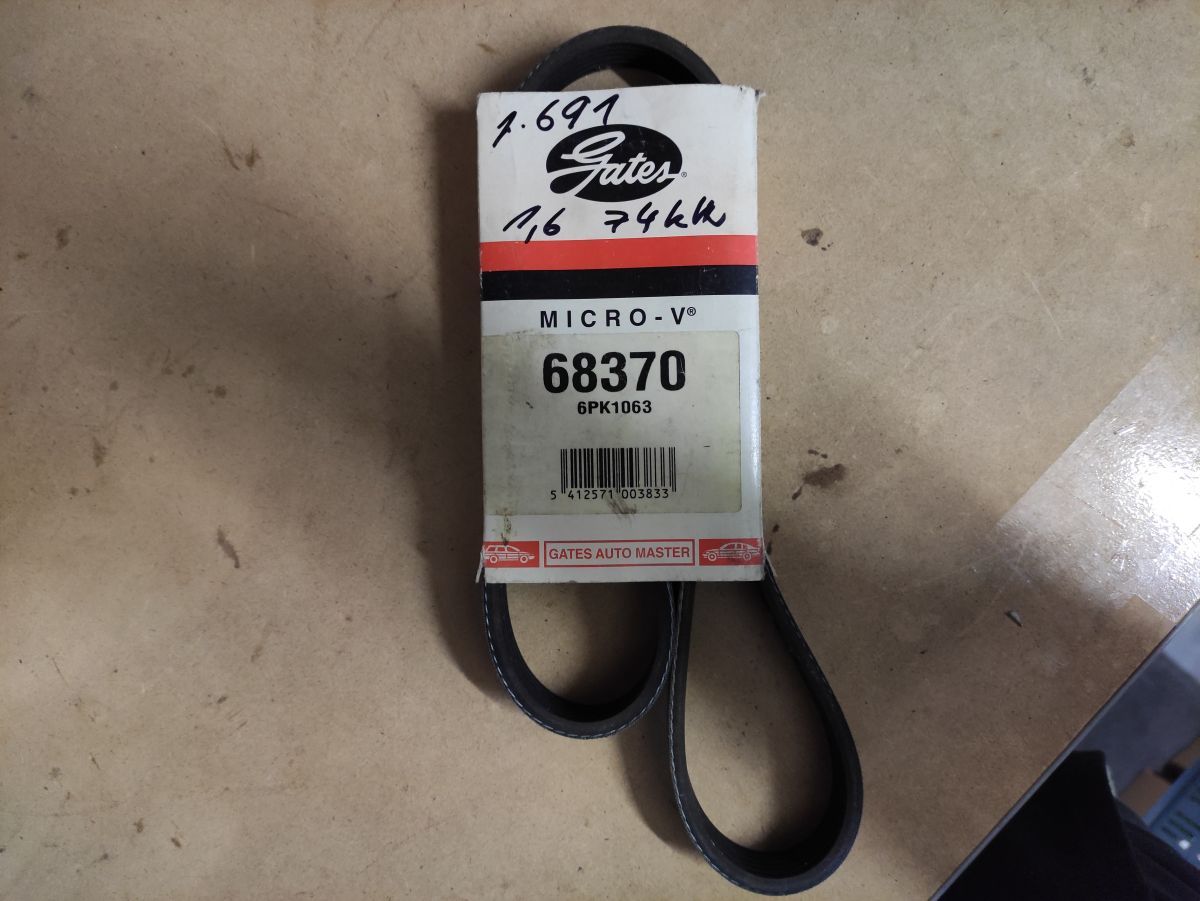 1.691
Gates®
1,6 74kW
MICRO-V®
68370
6PK1063
5 412571 003833
GATES AUTO MASTER